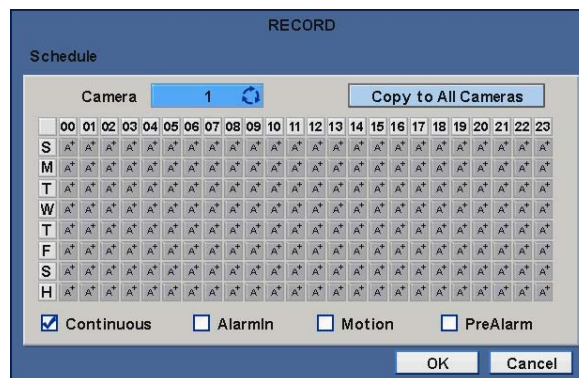 RECORD
Schedule
Camera 1 Copy to All Cameras
00 01 02 03 04 05 06 07 08 09 10 11 12 13 14 15 16 17 18 19 20 21 22 23
S A+ A+ A+ A+ A+ A+ A+ A+ A+ A+ A+ A+ A+ A+ A+ A+ A+ A+ A+ A+ A+ A+ A+ A+
M A+ A+ A+ A+ A+ A+ A+ A+ A+ A+ A+ A+ A+ A+ A+ A+ A+ A+ A+ A+ A+ A+ A+ A+
T A+ A+ A+ A+ A+ A+ A+ A+ A+ A+ A+ A+ A+ A+ A+ A+ A+ A+ A+ A+ A+ A+ A+ A+
W A+ A+ A+ A+ A+ A+ A+ A+ A+ A+ A+ A+ A+ A+ A+ A+ A+ A+ A+ A+ A+ A+ A+ A+
T A+ A+ A+ A+ A+ A+ A+ A+ A+ A+ A+ A+ A+ A+ A+ A+ A+ A+ A+ A+ A+ A+ A+ A+
F A+ A+ A+ A+ A+ A+ A+ A+ A+ A+ A+ A+ A+ A+ A+ A+ A+ A+ A+ A+ A+ A+ A+ A+
S A+ A+ A+ A+ A+ A+ A+ A+ A+ A+ A+ A+ A+ A+ A+ A+ A+ A+ A+ A+ A+ A+ A+ A+
H A+ A+ A+ A+ A+ A+ A+ A+ A+ A+ A+ A+ A+ A+ A+ A+ A+ A+ A+ A+ A+ A+ A+ A+
Continuous AlarmIn Motion PreAlarm
OK Cancel